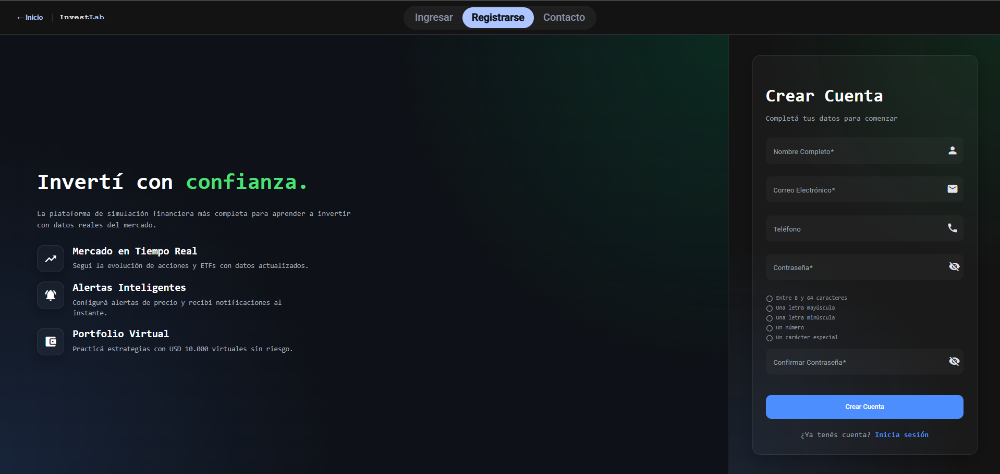 ←Inicio
InvestLab
Ingresar
Registrarse
Contacto
Invertí con confianza.
La plataforma de simulación financiera más completa para aprender a invertir
con datos reales del mercado.
Mercado en Tiempo Real
Seguí la evolución de acciones y ETFs con datos actualizados.
Alertas Inteligentes
Configurá alertas de precio y recibí notificaciones al
instante.
Portfolio Virtual
Practicá estrategias con USD 10.000 virtuales sin riesgo.
Crear Cuenta
Completá tus datos para comenzar
Nombre Completo*
Correo Electrónico*
Teléfono
Contraseña*
Entre 8 y 64 caracteres
Una letra mayúscula
Una letra minúscula
Un número
Un carácter especial
Confirmar Contraseña*
Crear Cuenta
¿Ya tenés cuenta? Inicia sesión